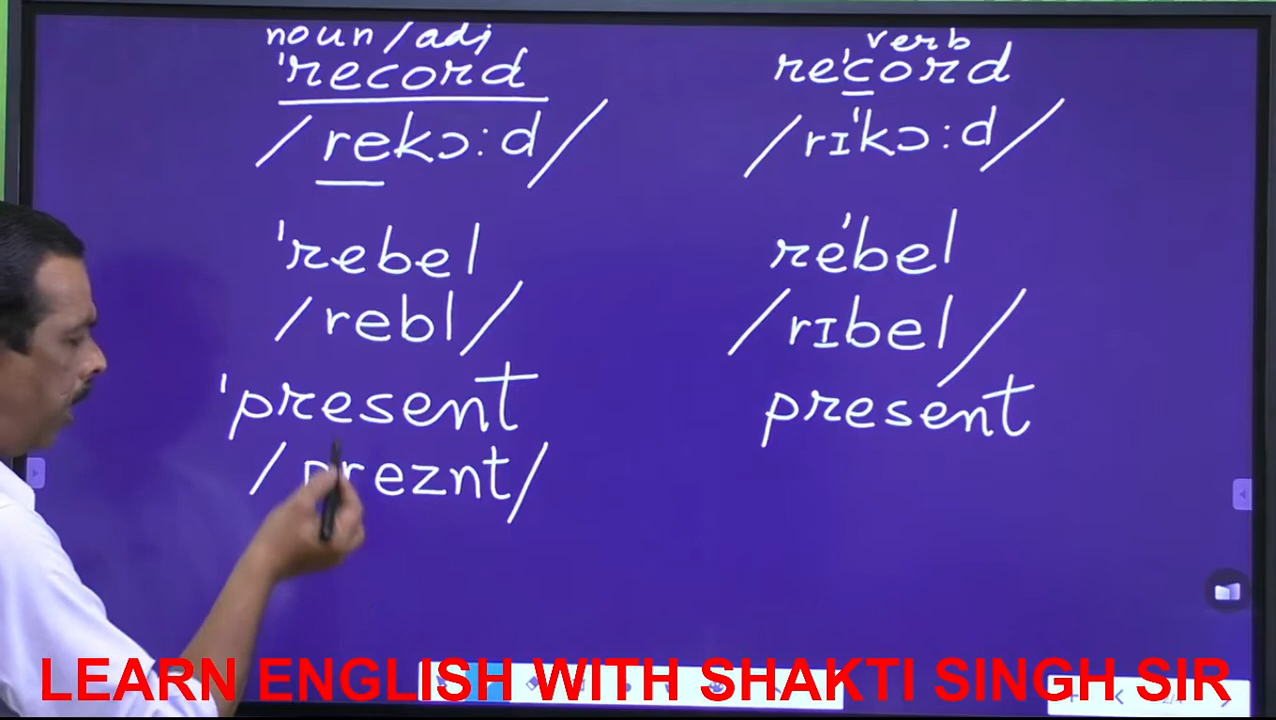 noun/adj
'record
/rekɔ:d/
'rebel
/rebl/
'present
/preznt/
verb
re'cord
/rɪ'kɔ:d/
re'bel
/rɪbel/
present
LEARN ENGLISH WITH SHAKTI SINGH SIR